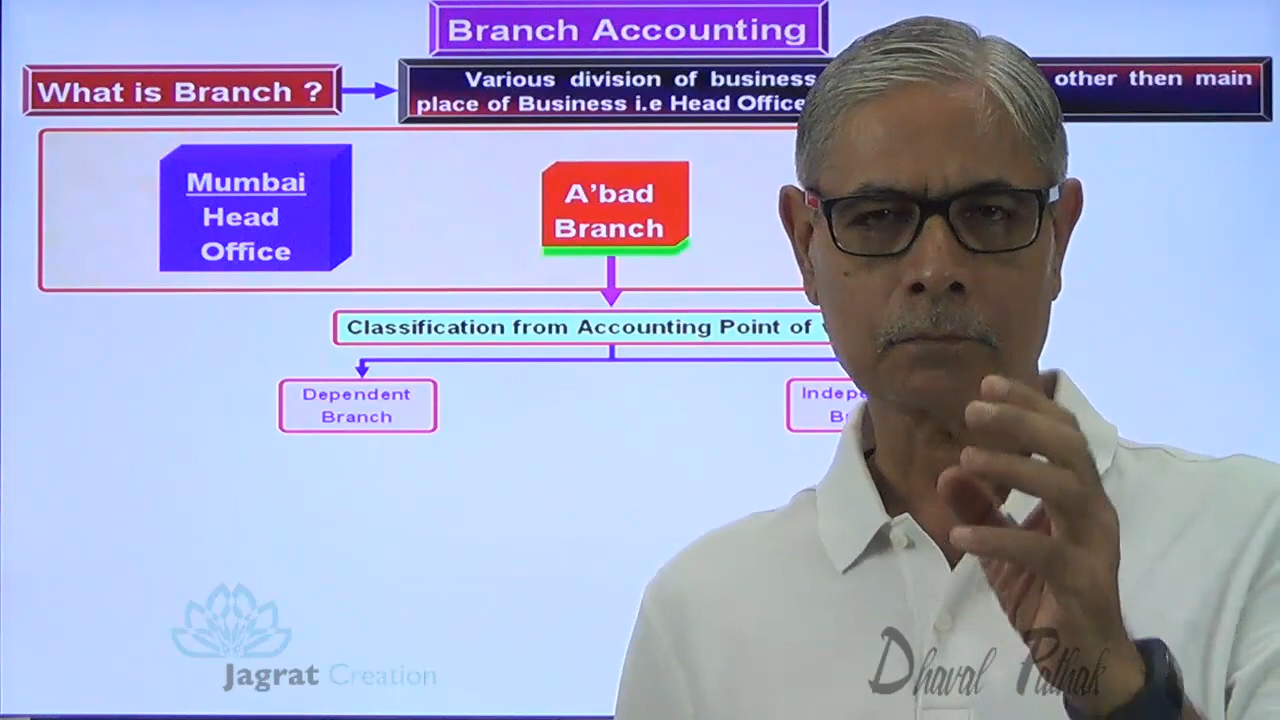 Branch Accounting
What is Branch ?
Various division of business other then main
place of Business i.e Head Office
Mumbai
Head
Office
A’bad
Branch
Classification from Accounting Point of
Dependent
Branch
Jagrat Creation
Dhaval Pathak